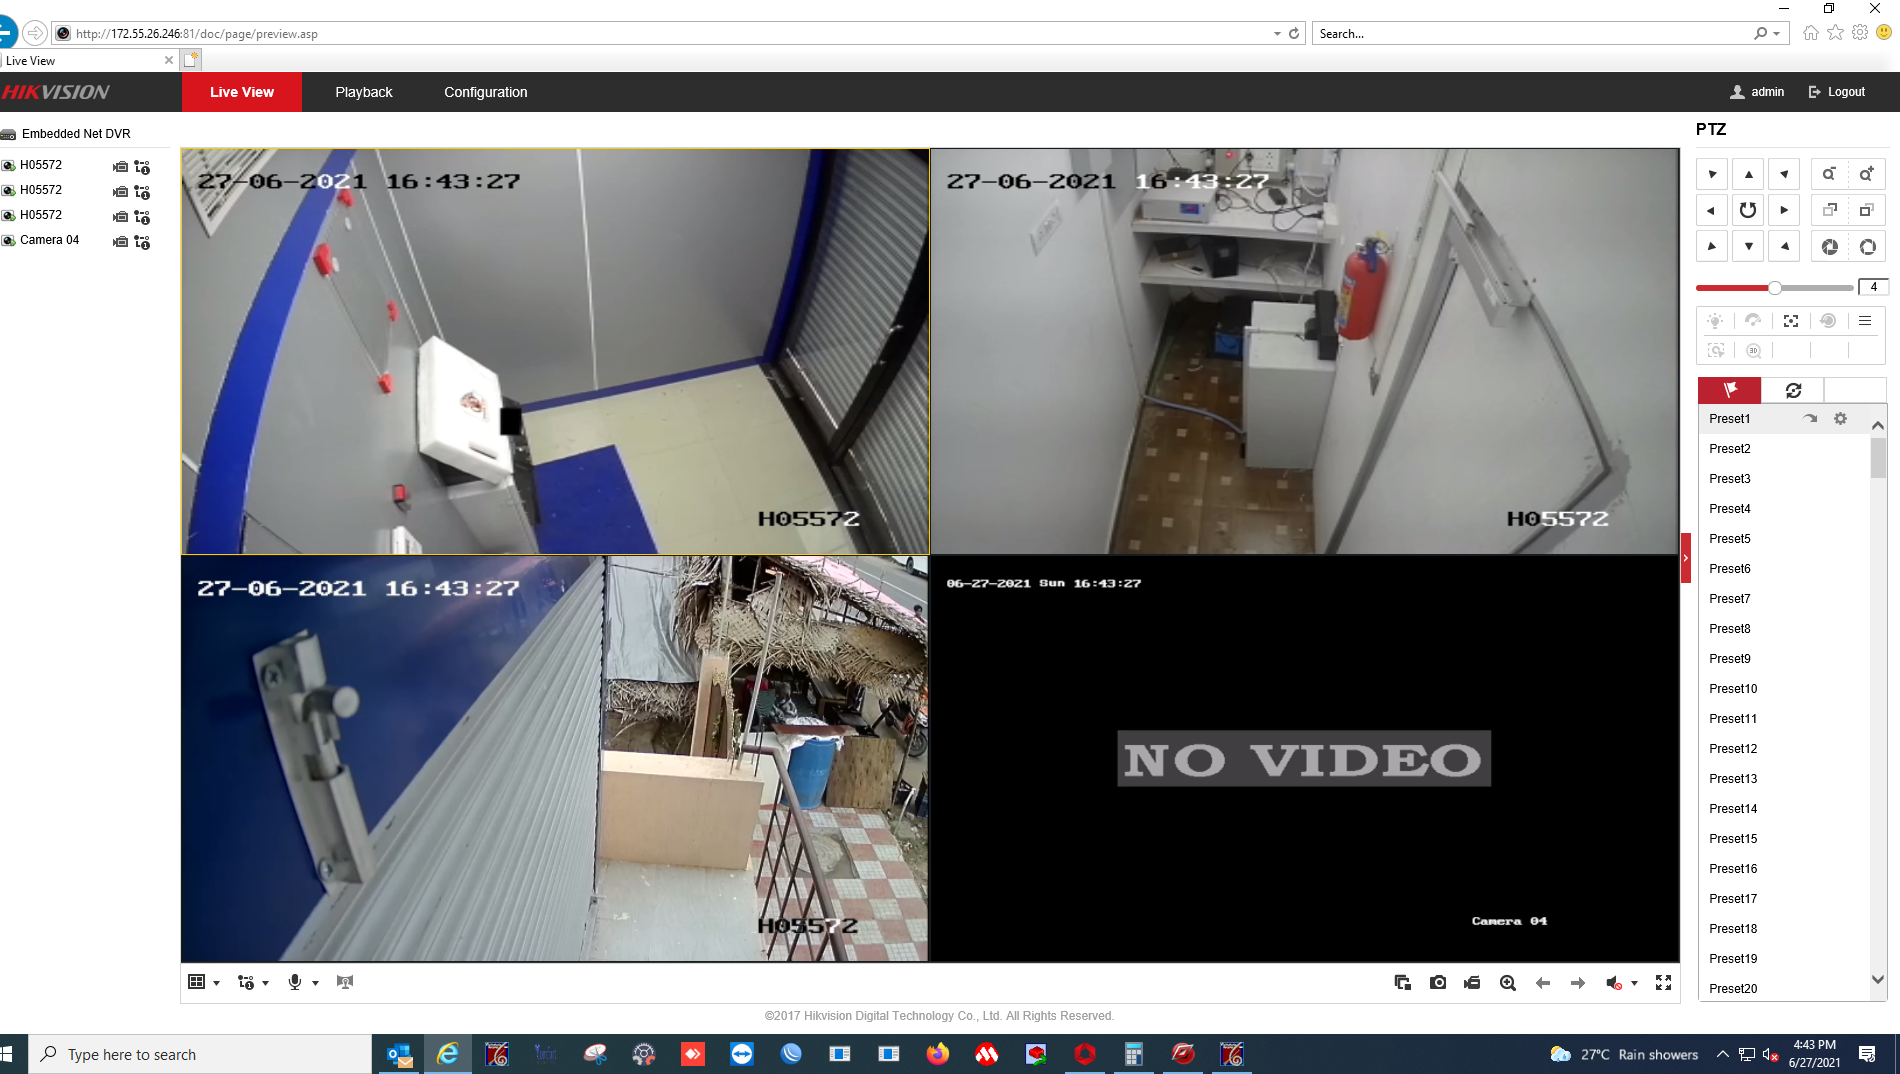 http://172.55.26.246:81/doc/page/preview.asp
Search...
Live View
HIKVISION
Live View
Playback
Configuration
admin
Logout
Embedded Net DVR
H05572
H05572
H05572
Camera 04
27-06-2021 16:43:27
H05572
27-06-2021 16:43:27
H05572
27-06-2021 16:43:27
H05572
06-27-2021 Sun 16:43:27
NO VIDEO
Camera 04
PTZ
4
3D
Preset1
Preset2
Preset3
Preset4
Preset5
Preset6
Preset7
Preset8
Preset9
Preset10
Preset11
Preset12
Preset13
Preset14
Preset15
Preset16
Preset17
Preset18
Preset19
Preset20
©2017 Hikvision Digital Technology Co., Ltd. All Rights Reserved.
Type here to search
27°C Rain showers
4:43 PM
6/27/2021